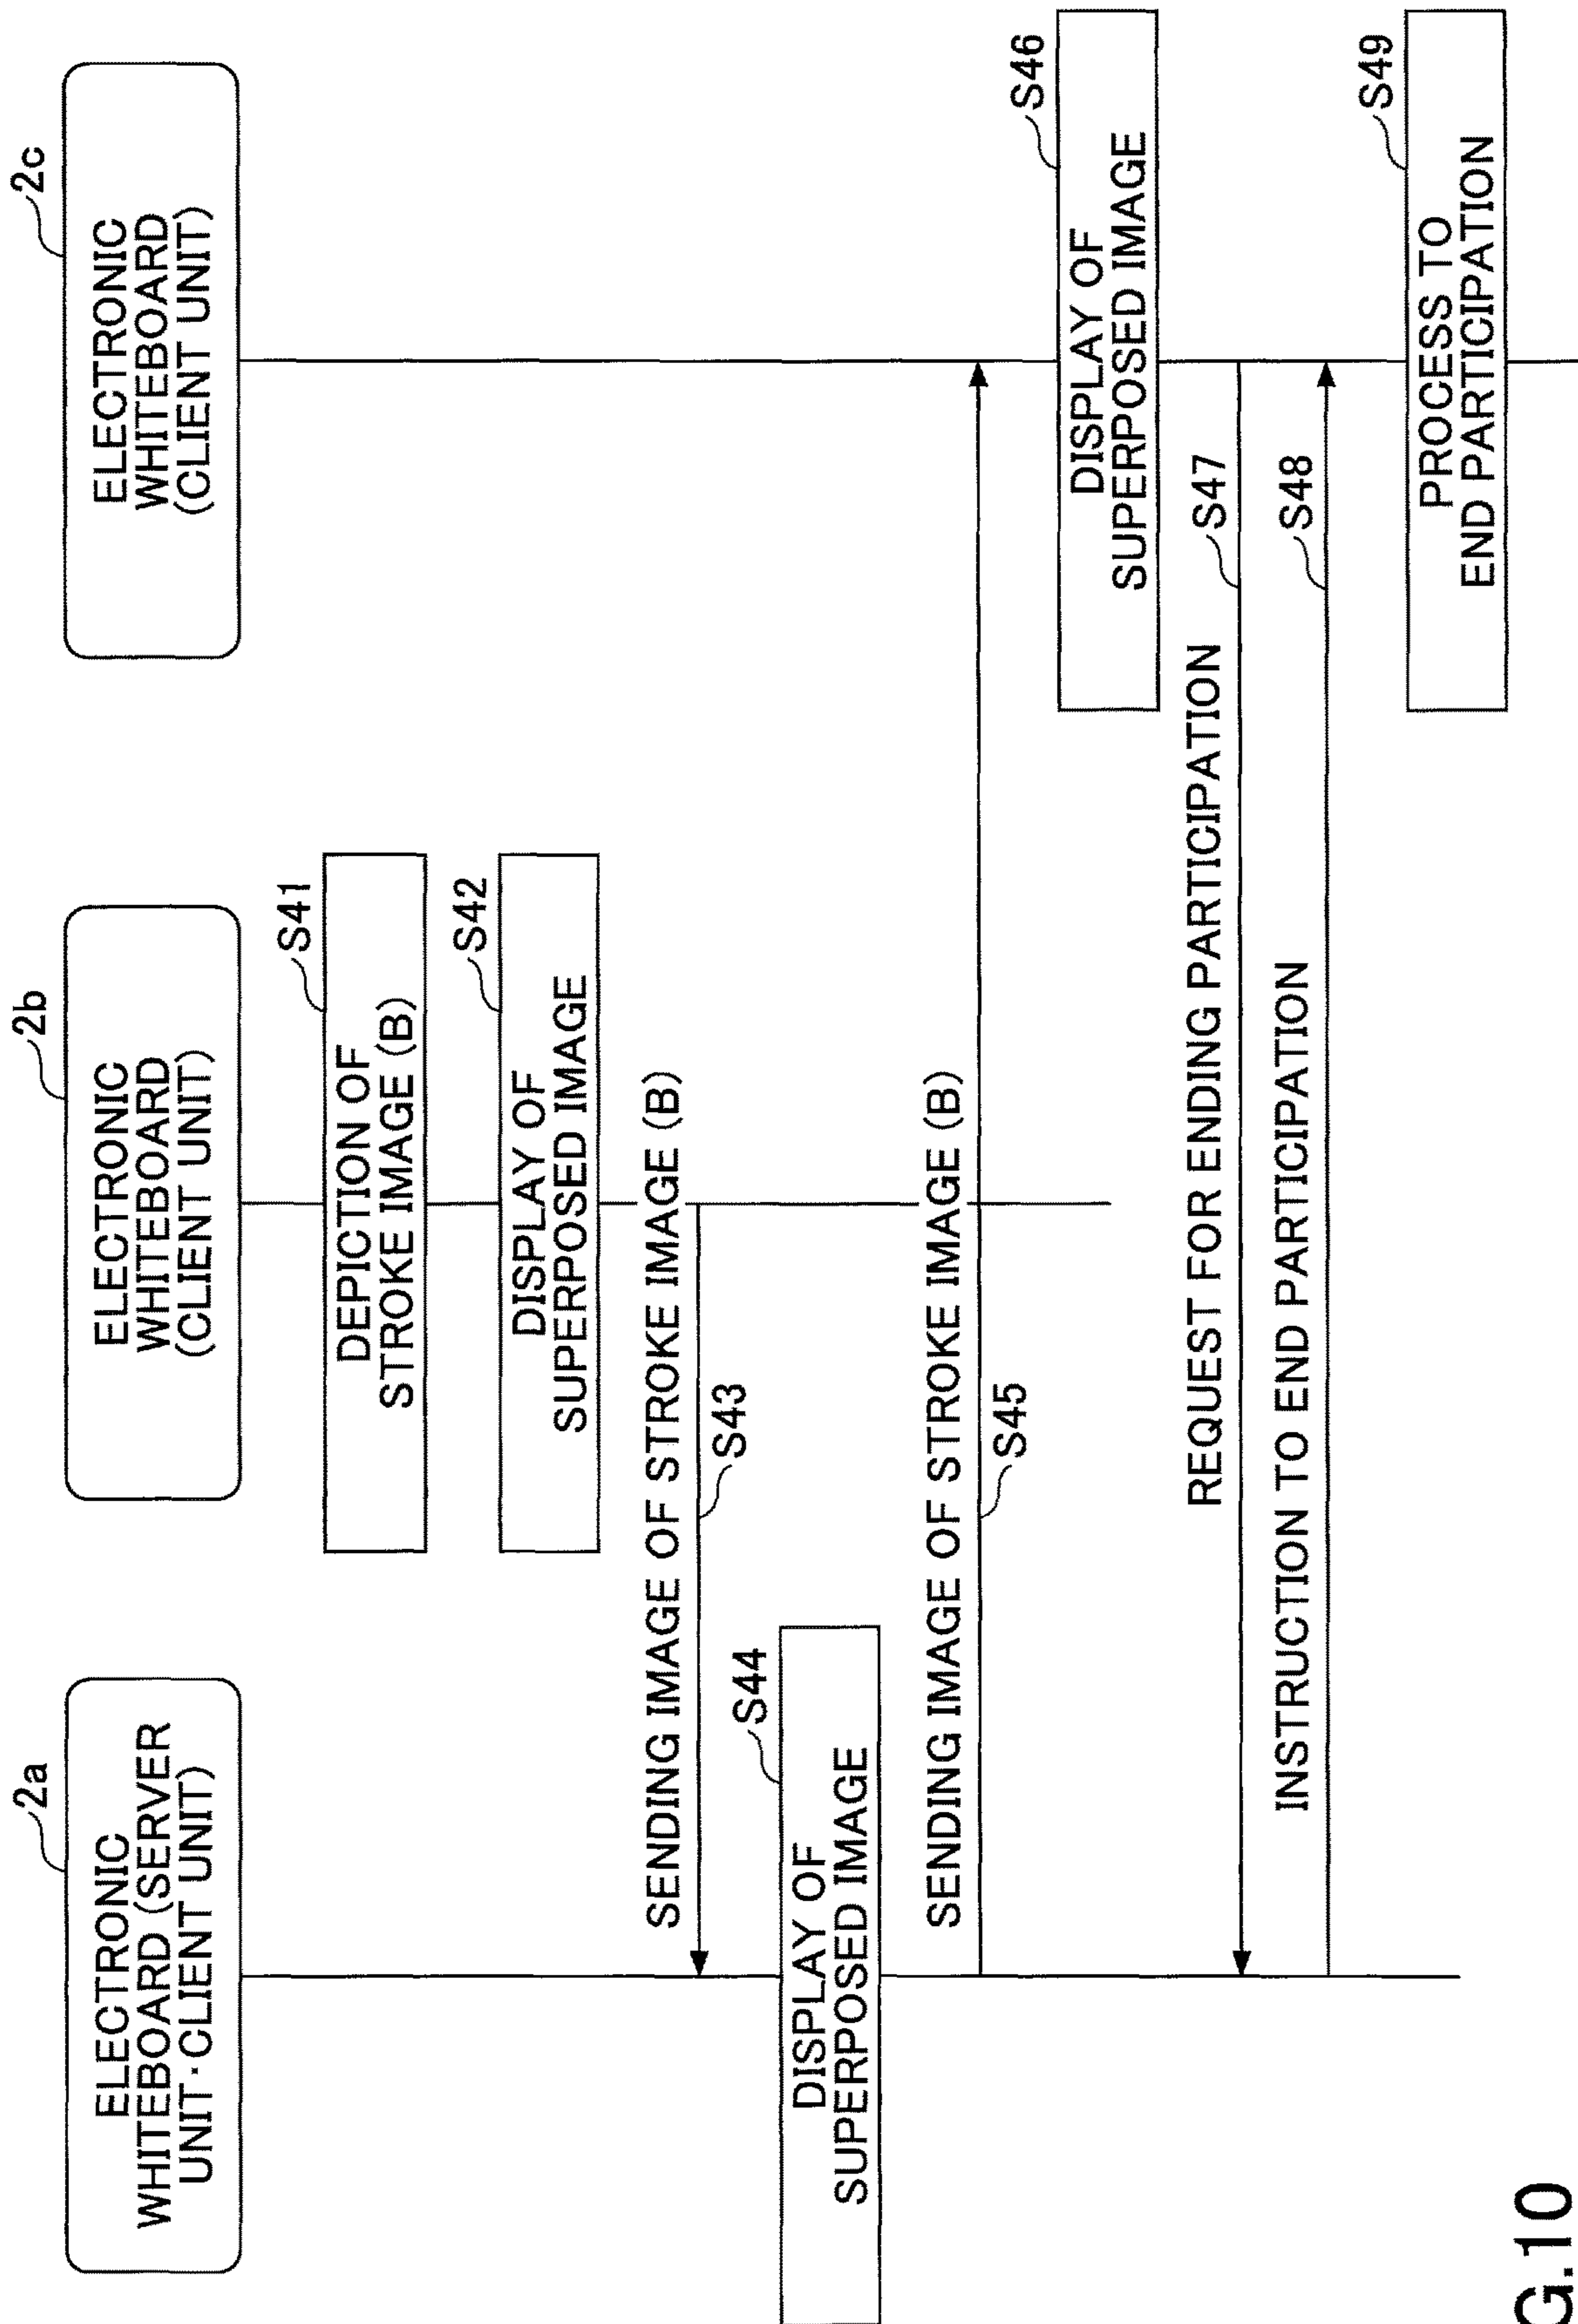 2a
ELECTRONIC
WHITEBOARD (SERVER
UNIT·CLIENT UNIT)
2b
ELECTRONIC
WHITEBOARD
(CLIENT UNIT)
2c
ELECTRONIC
WHITEBOARD
(CLIENT UNIT)
S41
DEPICTION OF
STROKE IMAGE (B)
S42
DISPLAY OF
SUPERPOSED IMAGE
SENDING IMAGE OF STROKE IMAGE (B)
S43
S44
DISPLAY OF
SUPERPOSED IMAGE
SENDING IMAGE OF STROKE IMAGE (B)
S45
S46
DISPLAY OF
SUPERPOSED IMAGE
REQUEST FOR ENDING PARTICIPATION
S47
INSTRUCTION TO END PARTICIPATION
S48
S49
PROCESS TO
END PARTICIPATION
G.10